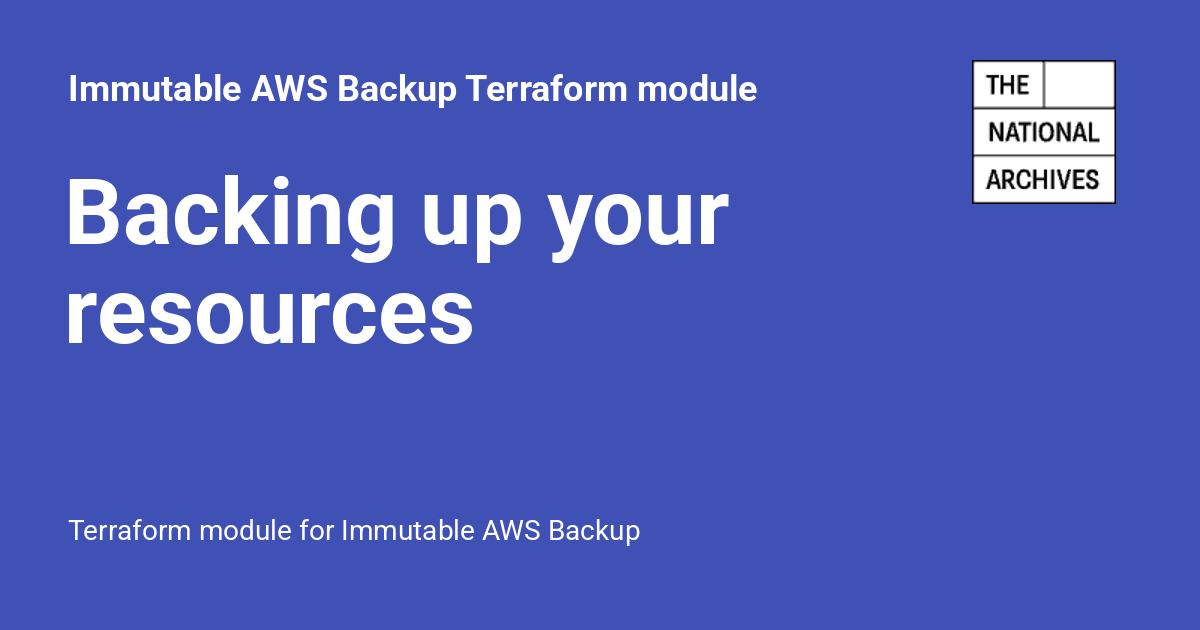 Immutable AWS Backup Terraform module
THE
NATIONAL
ARCHIVES
Backing up your
resources
Terraform module for Immutable AWS Backup